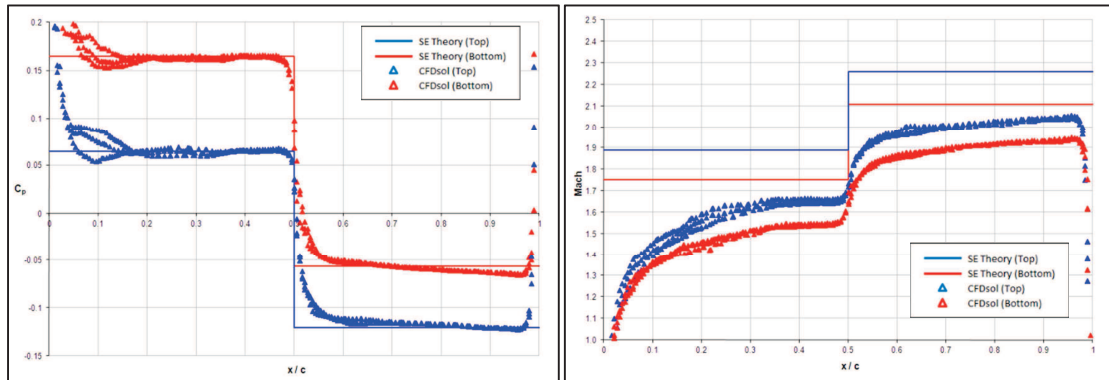 0.2
0.15
0.1
0.05
0
-0.05
-0.1
-0.15
Cp
0 0.1 0.2 0.3 0.4 0.5 0.6 0.7 0.8 0.9 1
x / c
SE Theory (Top)
SE Theory (Bottom)
CFDsol (Top)
CFDsol (Bottom)
2.5
2.4
2.3
2.2
2.1
2.0
1.9
1.8
1.7
1.6
1.5
1.4
1.3
1.2
1.1
1.0
Mach
0 0.1 0.2 0.3 0.4 0.5 0.6 0.7 0.8 0.9 1
x / c
SE Theory (Top)
SE Theory (Bottom)
CFDsol (Top)
CFDsol (Bottom)